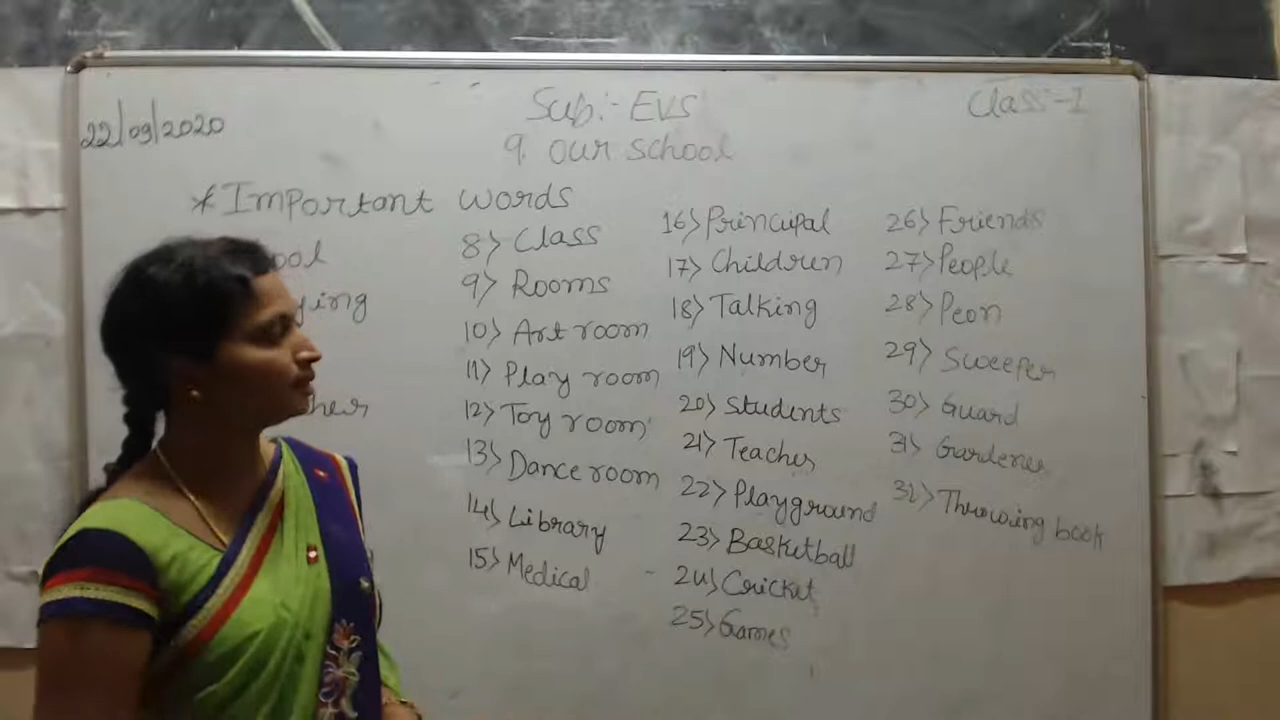 22/09/2020
Sub:- EVS
Class-1
9. Our school
* Important words
8> Class
9> Rooms
10> Art room
11> Play room
12> Toy room
13> Dance room
14> Library
15> Medical
16> Principal
17> Children
18> Talking
19> Number
20> Students
21> Teacher
22> Playground
23> Basketball
24> Cricket
25> Games
26> Friends
27> People
28> Peon
29> Sweeper
30> Guard
31> Gardener
32> Throwing book